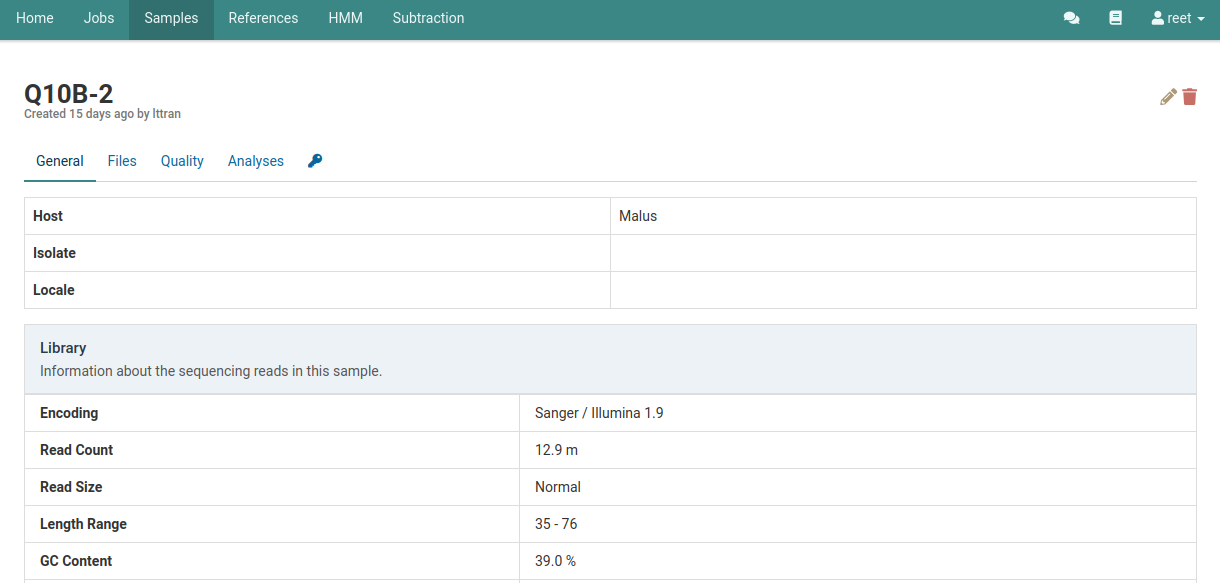 Home Jobs Samples References HMM Subtraction reet
Q10B-2
Created 15 days ago by lttran
General Files Quality Analyses
Host Malus
Isolate
Locale
Library
Information about the sequencing reads in this sample.
Encoding Sanger / Illumina 1.9
Read Count 12.9 m
Read Size Normal
Length Range 35 - 76
GC Content 39.0 %